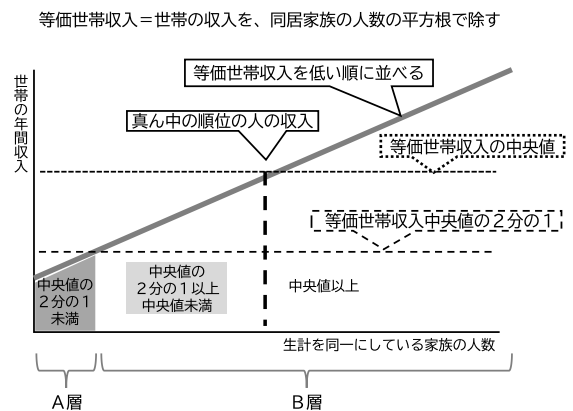 等価世帯収入＝世帯の収入を、同居家族の人数の平方根で除す
世帯の年間収入
等価世帯収入を低い順に並べる
真ん中の順位の人の収入
等価世帯収入の中央値
等価世帯収入中央値の２分の１
中央値の
２分の１
未満
中央値の
２分の１以上
中央値未満
中央値以上
生計を同一にしている家族の人数
Ａ層
Ｂ層